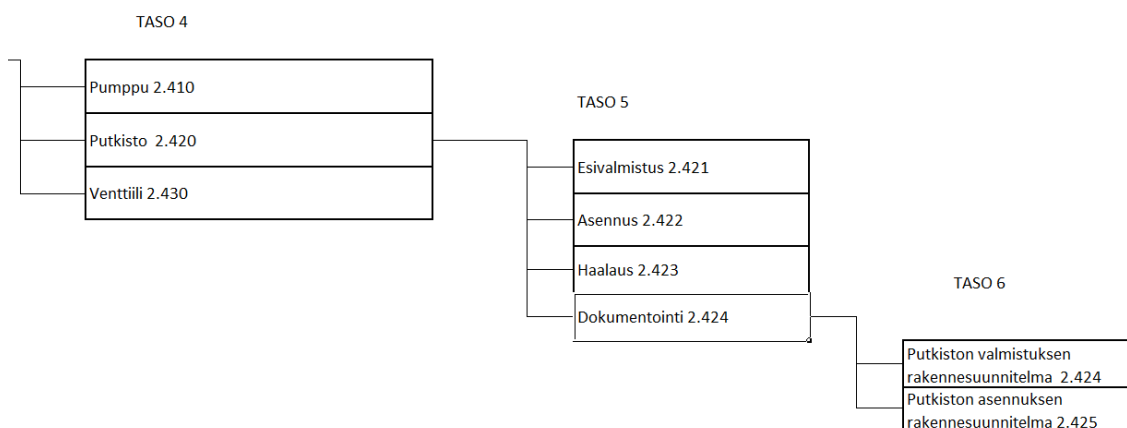 TASO 4
Pumppu 2.410
Putkisto 2.420
Venttiili 2.430
TASO 5
Esivalmistus 2.421
Asennus 2.422
Haalaus 2.423
Dokumentointi 2.424
TASO 6
Putkiston valmistuksen
rakennesuunnitelma 2.424
Putkiston asennuksen
rakennesuunnitelma 2.425